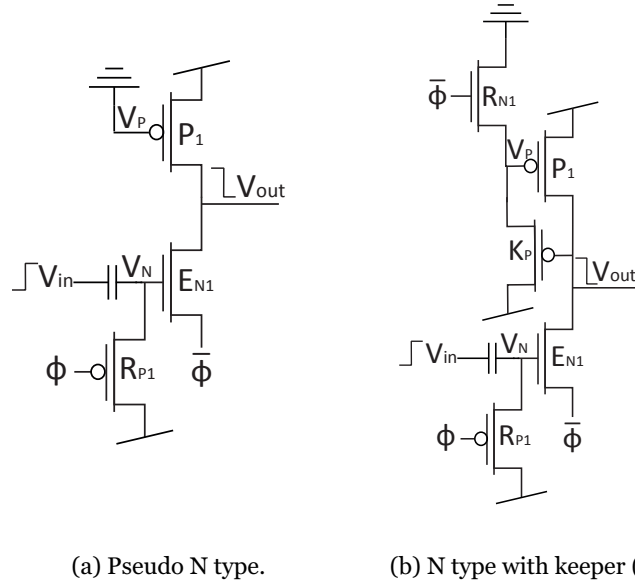 V_P
P_1
V_out
V_in
V_N
E_N1
Φ
R_P1
Φ̅
Φ̅
R_N1
V_P
P_1
K_P
V_out
V_in
V_N
E_N1
Φ
R_P1
Φ̅
(a) Pseudo N type.
(b) N type with keeper (